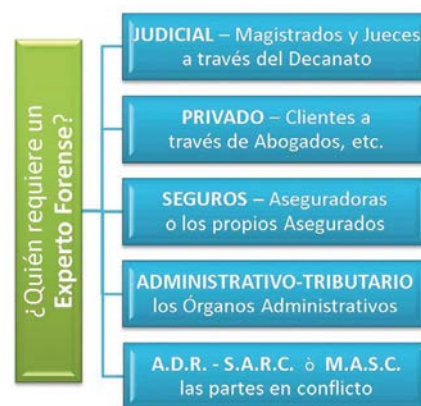 ¿Quién requiere un
Experto Forense?
JUDICIAL – Magistrados y Jueces
a través del Decanato
PRIVADO – Clientes a
través de Abogados, etc.
SEGUROS – Aseguradoras
o los propios Asegurados
ADMINISTRATIVO-TRIBUTARIO
los Órganos Administrativos
A.D.R. - S.A.R.C. ò M.A.S.C.
las partes en conflicto